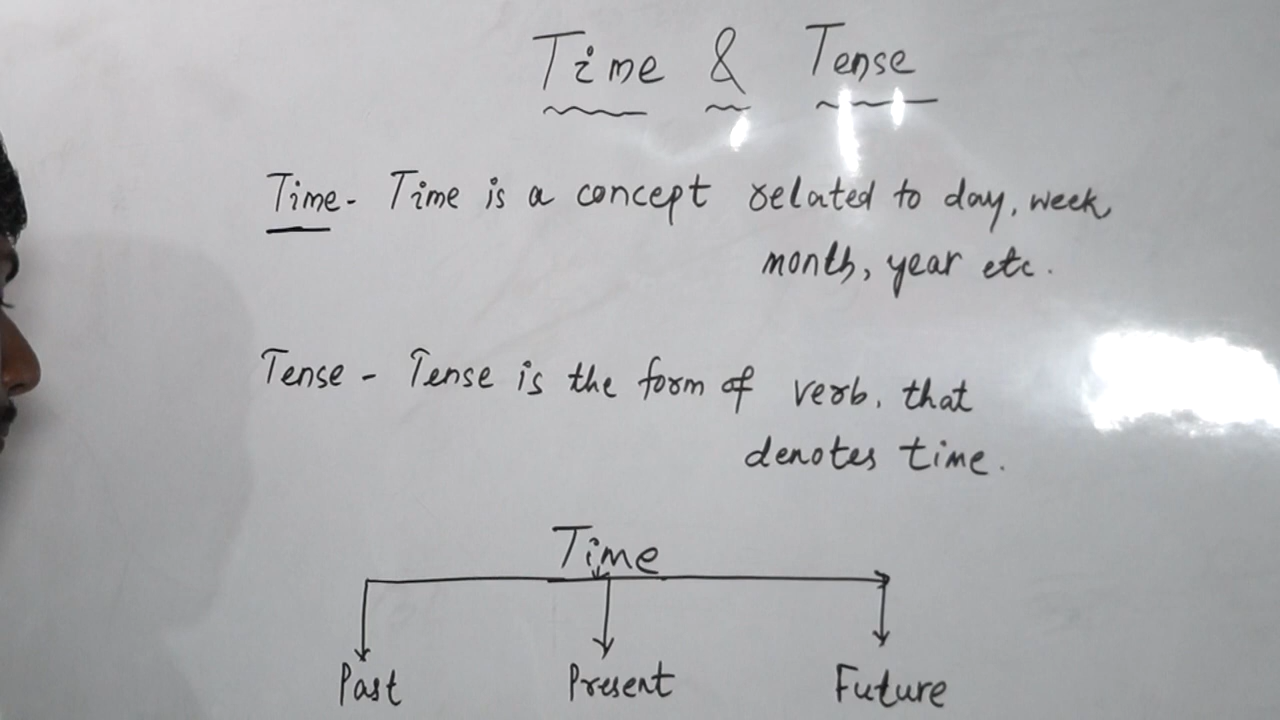 Time & Tense
Time - Time is a concept related to day, week,
month, year etc.
Tense - Tense is the form of verb, that
denotes time.
Time
Past Present Future